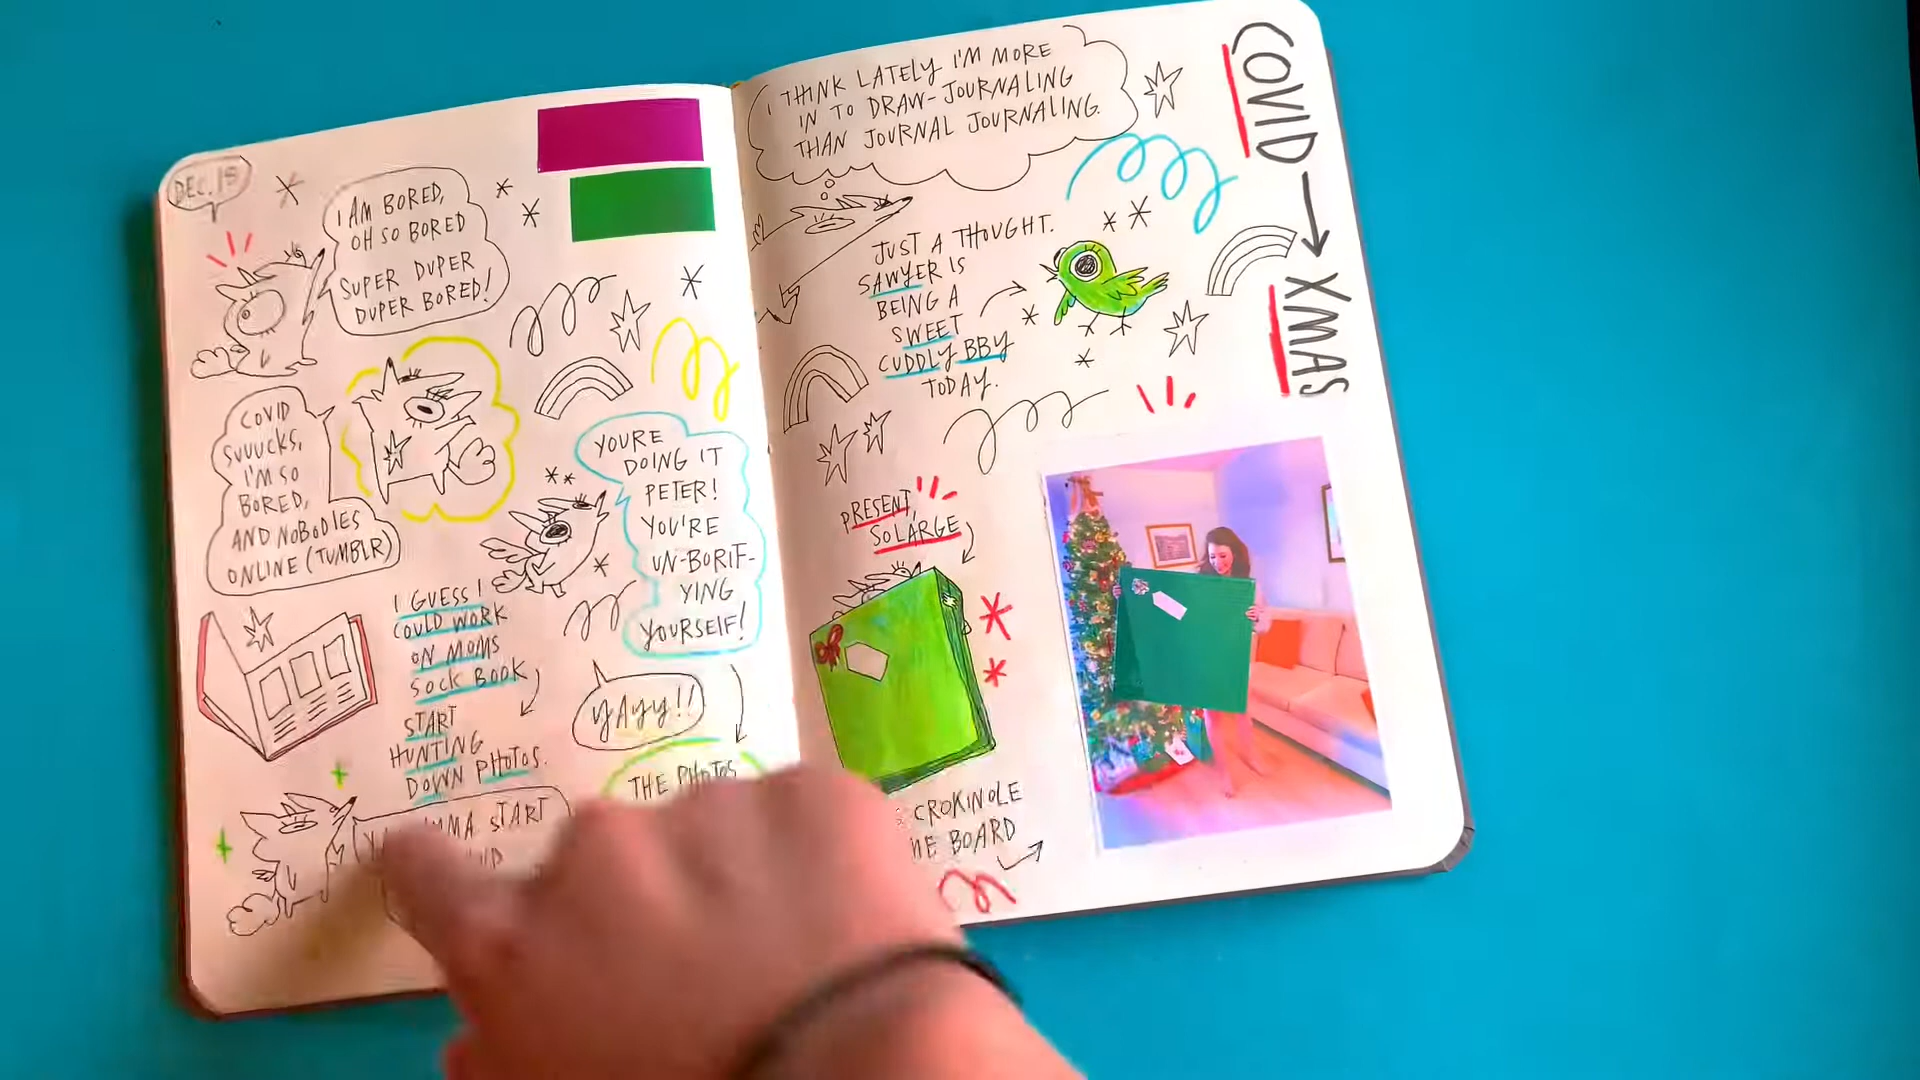 DEC. 15
I AM BORED,
OH SO BORED
SUPER DUPER
DUPER BORED!
COVID
SUUUCKS,
I'M SO
BORED,
AND NOBODIES
ONLINE (TUMBLR)
YOURE
DOING IT
PETER!
YOU'RE
UN-BORIF-
YING
YOURSELF!
I GUESS I
COULD WORK
ON MOMS
SOCK BOOK
START
HUNTING
DOWN PHOTOS.
YAYYY!!
THE PHOTOS
START
I THINK LATELY I'M MORE
IN TO DRAW-JOURNALING
THAN JOURNAL JOURNALING.
JUST A THOUGHT.
SAWYER IS
BEING A
SWEET
CUDDLY BBY
TODAY.
PRESENT,
SO LARGE
CROKINOLE
BOARD
COVID → XMAS